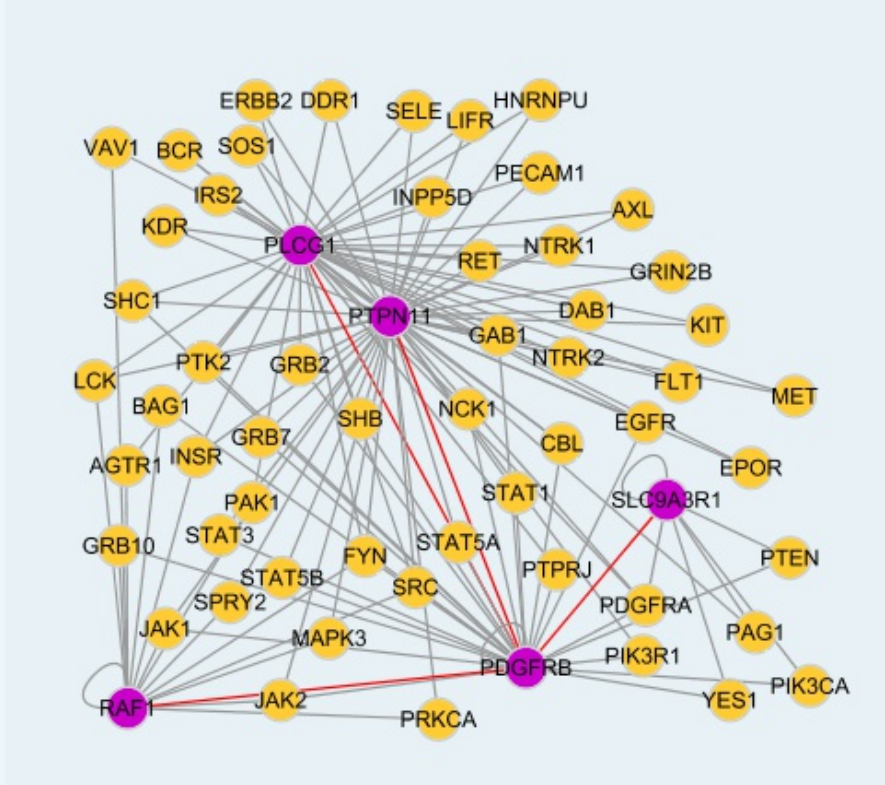 ERBB2 DDR1
SELE
LIFR
HNRNPU
VAV1
BCR
SOS1
PECAM1
IRS2
INPP5D
AXL
KDR
PLCG1
NTRK1
RET
GRIN2B
SHC1
PTPN11
DAB1
KIT
GAB1
PTK2
GRB2
NTRK2
LCK
FLT1
MET
BAG1
SHB
NCK1
EGFR
GRB7
CBL
AGTR1
INSR
EPOR
PAK1
STAT1
SLC9A3R1
GRB10
STAT3
STAT5A
FYN
PTPRJ
PTEN
STAT5B
SRC
SPRY2
PDGFRA
JAK1
MAPK3
PAG1
PDGFRB
PIK3R1
PIK3CA
RAF1
JAK2
YES1
PRKCA